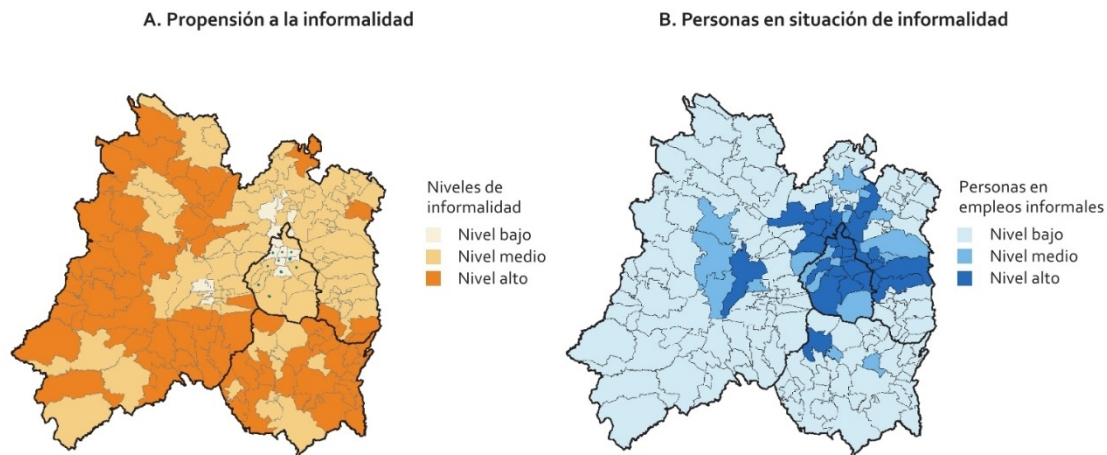 A. Propensión a la informalidad
B. Personas en situación de informalidad
Niveles de
informalidad
Nivel bajo
Nivel medio
Nivel alto
Personas en
empleos informales
Nivel bajo
Nivel medio
Nivel alto